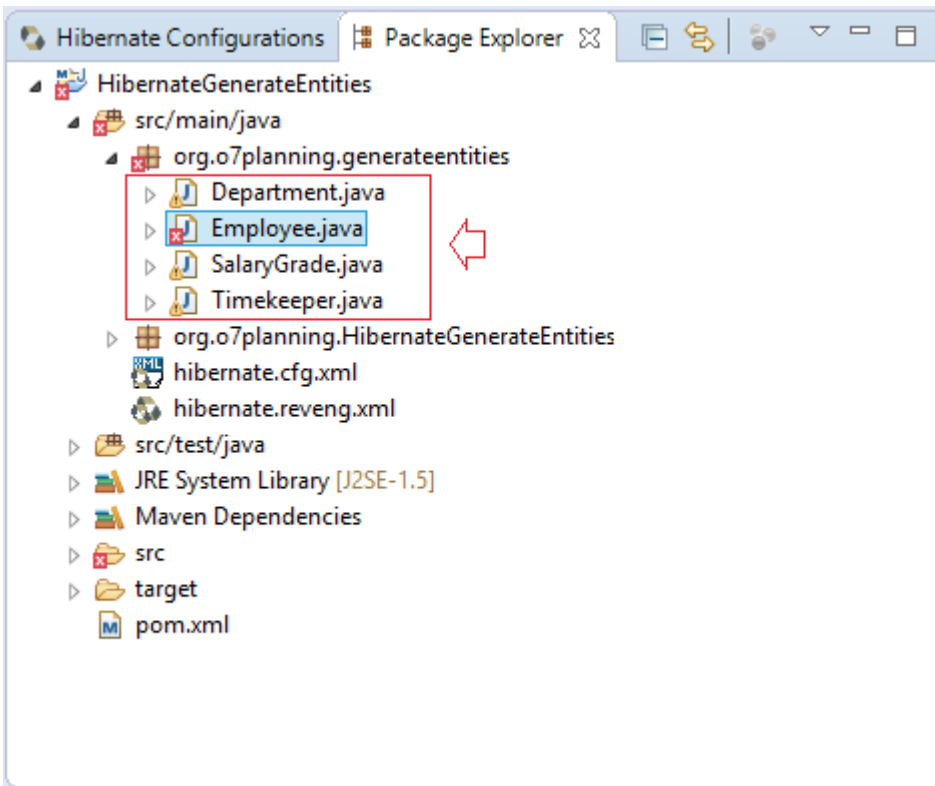 Hibernate Configurations Package Explorer
HibernateGenerateEntities
src/main/java
org.o7planning.generateentities
Department.java
Employee.java
SalaryGrade.java
Timekeeper.java
org.o7planning.HibernateGenerateEntities
hibernate.cfg.xml
hibernate.reveng.xml
src/test/java
JRE System Library [J2SE-1.5]
Maven Dependencies
src
target
pom.xml